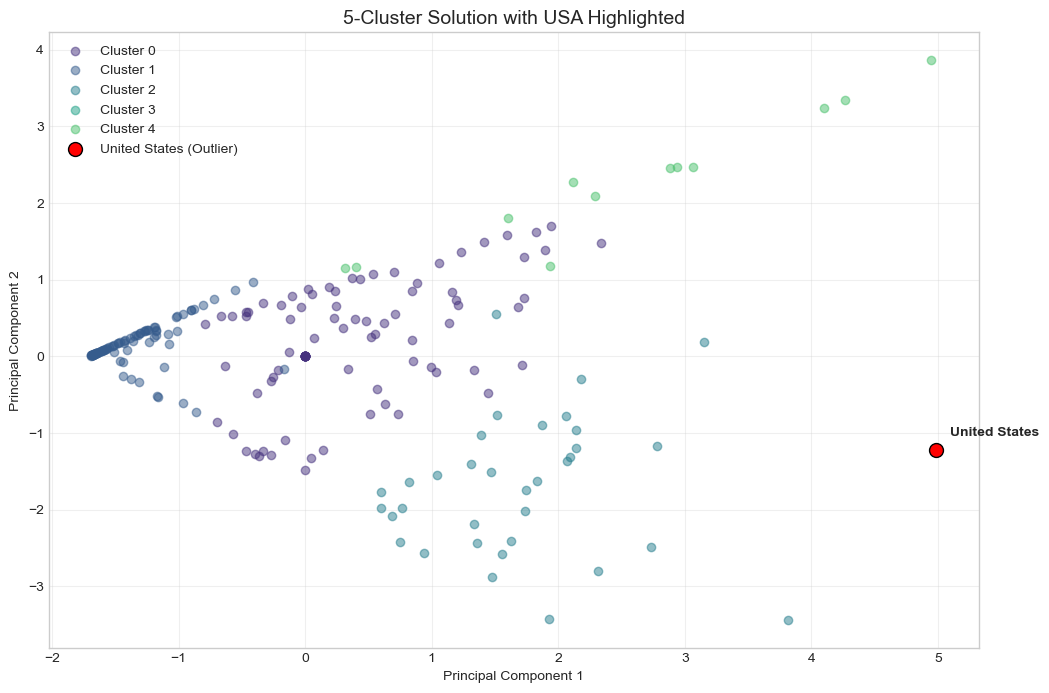 5-Cluster Solution with USA Highlighted
Cluster 0
Cluster 1
Cluster 2
Cluster 3
Cluster 4
United States (Outlier)
United States
Principal Component 2
4
3
2
1
0
−1
−2
−3
−2
−1
0
1
2
3
4
5
Principal Component 1